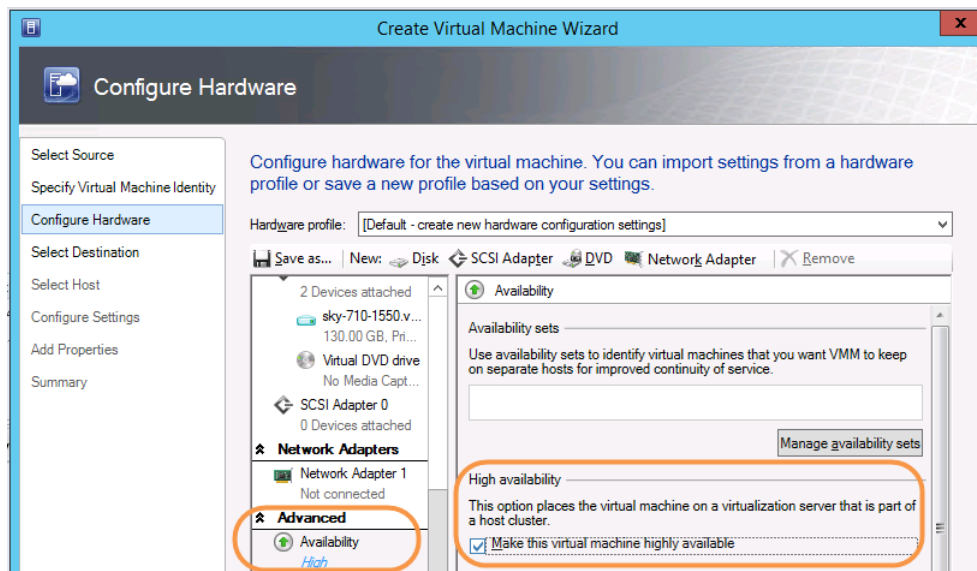 Create Virtual Machine Wizard
x
Configure Hardware
Select Source
Specify Virtual Machine Identity
Configure Hardware
Select Destination
Select Host
Configure Settings
Add Properties
Summary
Configure hardware for the virtual machine. You can import settings from a hardware
profile or save a new profile based on your settings.
Hardware profile: [Default - create new hardware configuration settings]
Save as... New: Disk SCSI Adapter DVD Network Adapter Remove
2 Devices attached
sky-710-1550.v...
130.00 GB, Pri...
Virtual DVD drive
No Media Capt...
SCSI Adapter 0
0 Devices attached
Network Adapters
Network Adapter 1
Not connected
Advanced
Availability
High
Availability
Availability sets
Use availability sets to identify virtual machines that you want VMM to keep
on separate hosts for improved continuity of service.
Manage availability sets
High availability
This option places the virtual machine on a virtualization server that is part of
a host cluster.
Make this virtual machine highly available